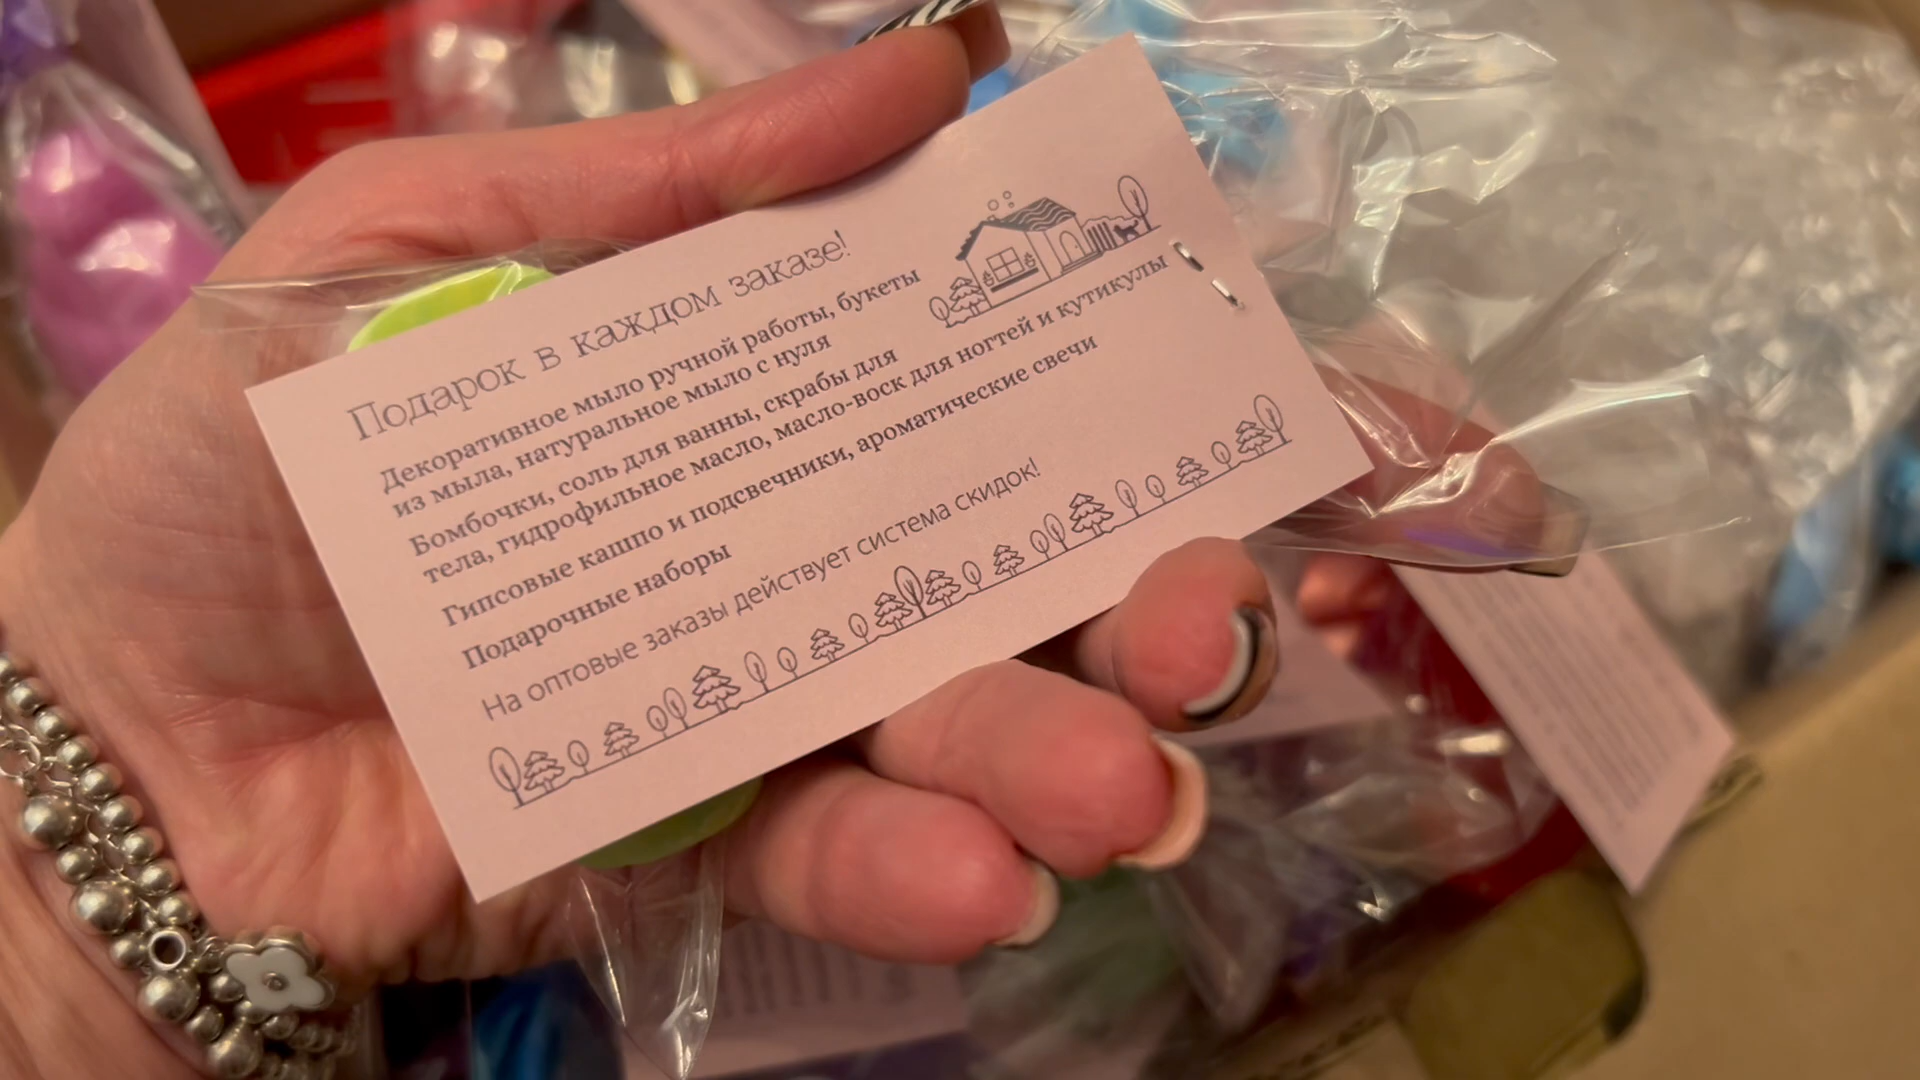 Подарок в каждом заказе!
Декоративное мыло ручной работы, букеты
из мыла, натуральное мыло с нуля
Бомбочки, соль для ванны, скрабы для
тела, гидрофильное масло, масло-воск для ногтей и кутикулы
Гипсовые кашпо и подсвечники, ароматические свечи
Подарочные наборы
На оптовые заказы действует система скидок!